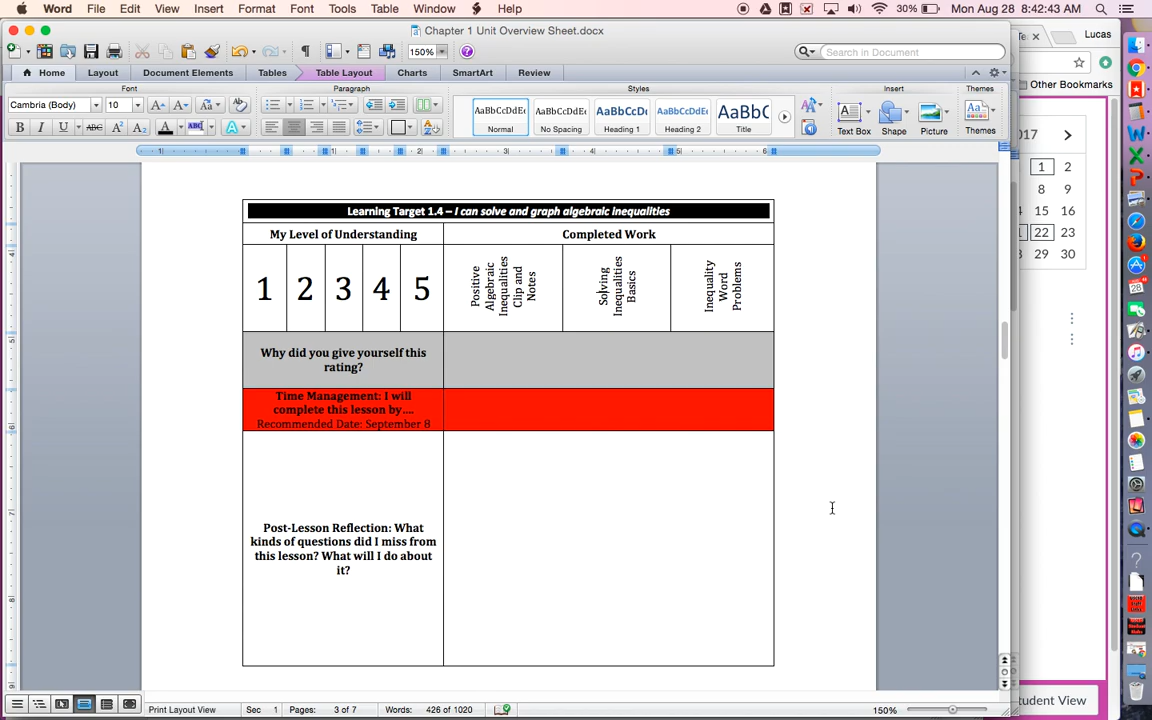 Word File Edit View Insert Format Font Tools Table Window Help
30% Mon Aug 28 8:42:43 AM
Chapter 1 Unit Overview Sheet.docx
Lucas
150%
Search in Document
Home Layout Document Elements Tables Table Layout Charts SmartArt Review
Other Bookmarks
Font Paragraph Styles Insert Themes
Cambria (Body) 10
AaBbCcDdEe AaBbCcDdEe AaBbCcDdE AaBbCcDdEe AaBbC
B I U ABC A² A₂
Normal No Spacing Heading 1 Heading 2 Title
Text Box Shape Picture Themes
017
1 2
8 9
15 16
22 23
29 30
Learning Target 1.4 – I can solve and graph algebraic inequalities
My Level of Understanding Completed Work
1 2 3 4 5
Positive
Algebraic
Inequalities
Clip and
Notes
Solving
Inequalities
Basics
Inequality
Word
Problems
Why did you give yourself this
rating?
Time Management: I will
complete this lesson by....
Recommended Date: September 8
Post-Lesson Reflection: What
kinds of questions did I miss from
this lesson? What will I do about
it?
tudent View
Print Layout View Sec 1 Pages: 3 of 7 Words: 426 of 1020 150%